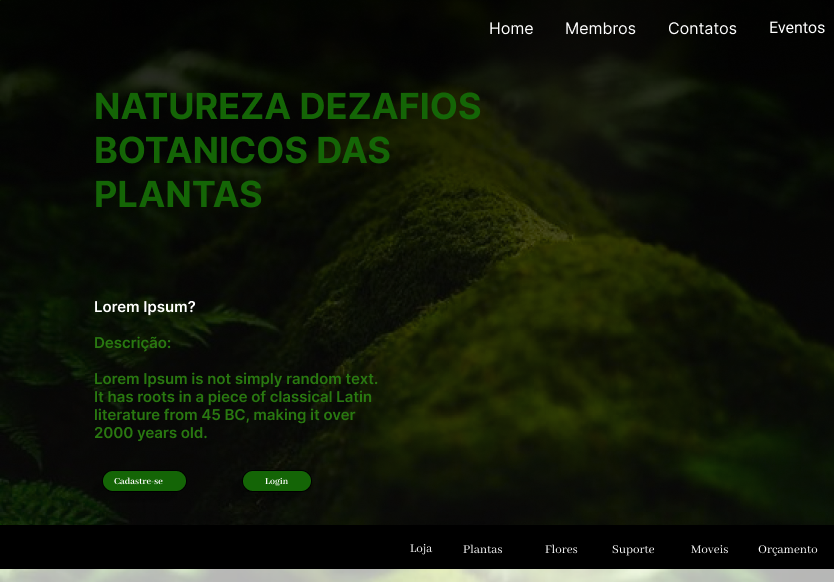 Home Membros Contatos Eventos
NATUREZA DEZAFIOS
BOTANICOS DAS
PLANTAS
Lorem Ipsum?
Descrição:
Lorem Ipsum is not simply random text.
It has roots in a piece of classical Latin
literature from 45 BC, making it over
2000 years old.
Cadastre-se Login
Loja Plantas Flores Suporte Moveis Orçamento